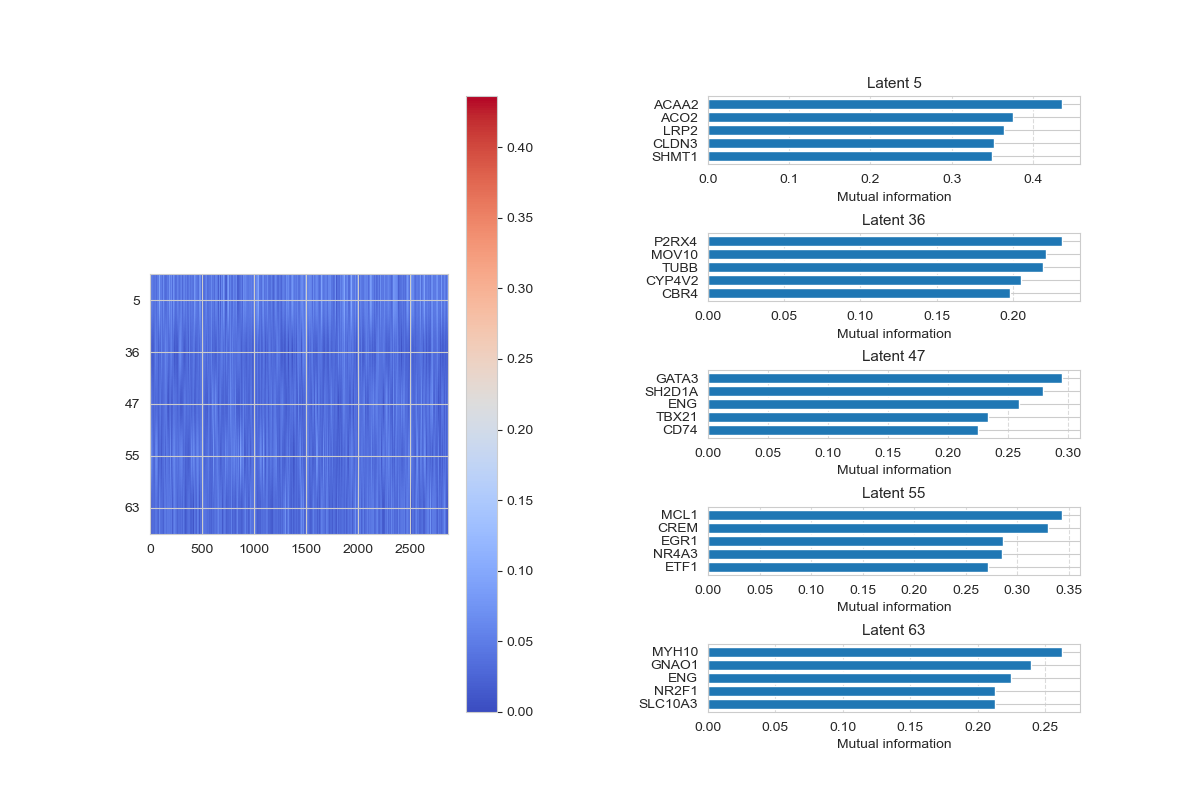 5
36
47
55
63
0 500 1000 1500 2000 2500
0.40
0.35
0.30
0.25
0.20
0.15
0.10
0.05
0.00
Latent 5
ACAA2
ACO2
LRP2
CLDN3
SHMT1
0.0 0.1 0.2 0.3 0.4
Mutual information
Latent 36
P2RX4
MOV10
TUBB
CYP4V2
CBR4
0.00 0.05 0.10 0.15 0.20
Mutual information
Latent 47
GATA3
SH2D1A
ENG
TBX21
CD74
0.00 0.05 0.10 0.15 0.20 0.25 0.30
Mutual information
Latent 55
MCL1
CREM
EGR1
NR4A3
ETF1
0.00 0.05 0.10 0.15 0.20 0.25 0.30 0.35
Mutual information
Latent 63
MYH10
GNAO1
ENG
NR2F1
SLC10A3
0.00 0.05 0.10 0.15 0.20 0.25
Mutual information